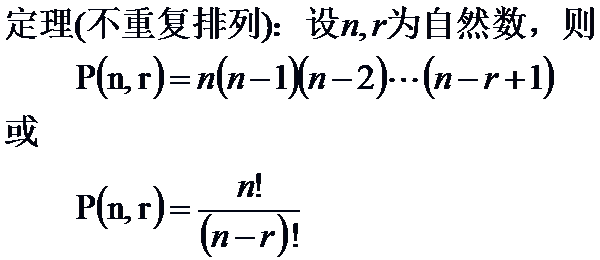 定理(不重复排列)：设n,r为自然数，则
P(n, r)=n(n−1)(n−2)⋯(n−r+1)
或
P(n, r)=n!/(n−r)!